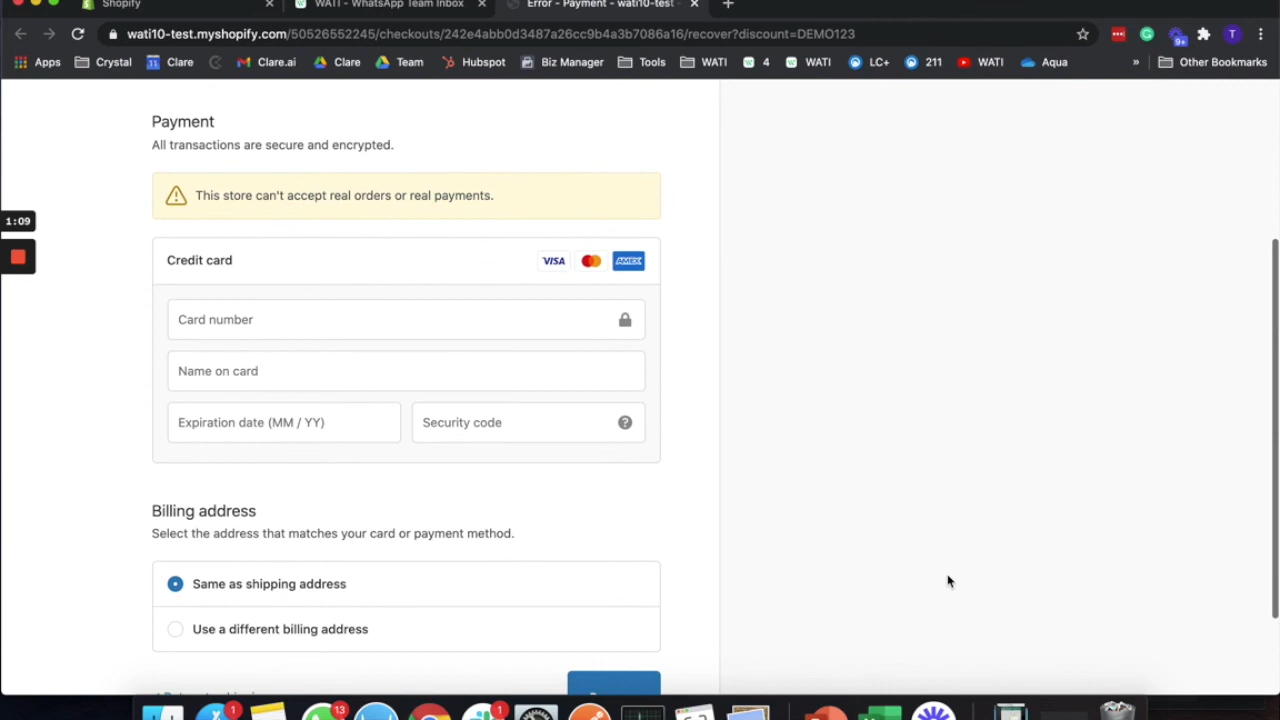 Shopify
WATI - WhatsApp Team Inbox
Error - Payment - wati10-test -
wati10-test.myshopify.com/50526552245/checkouts/242e4abb0d3487a26cc9b4a3b7086a16/recover?discount=DEMO123
9+
T
Apps Crystal Clare Clare.ai Clare Team Hubspot Biz Manager Tools WATI 4 WATI LC+ 211 WATI Aqua » Other Bookmarks
Payment
All transactions are secure and encrypted.
This store can't accept real orders or real payments.
1:09
Credit card VISA AMEX
Card number
Name on card
Expiration date (MM / YY) Security code ?
Billing address
Select the address that matches your card or payment method.
Same as shipping address
Use a different billing address
1 13 1